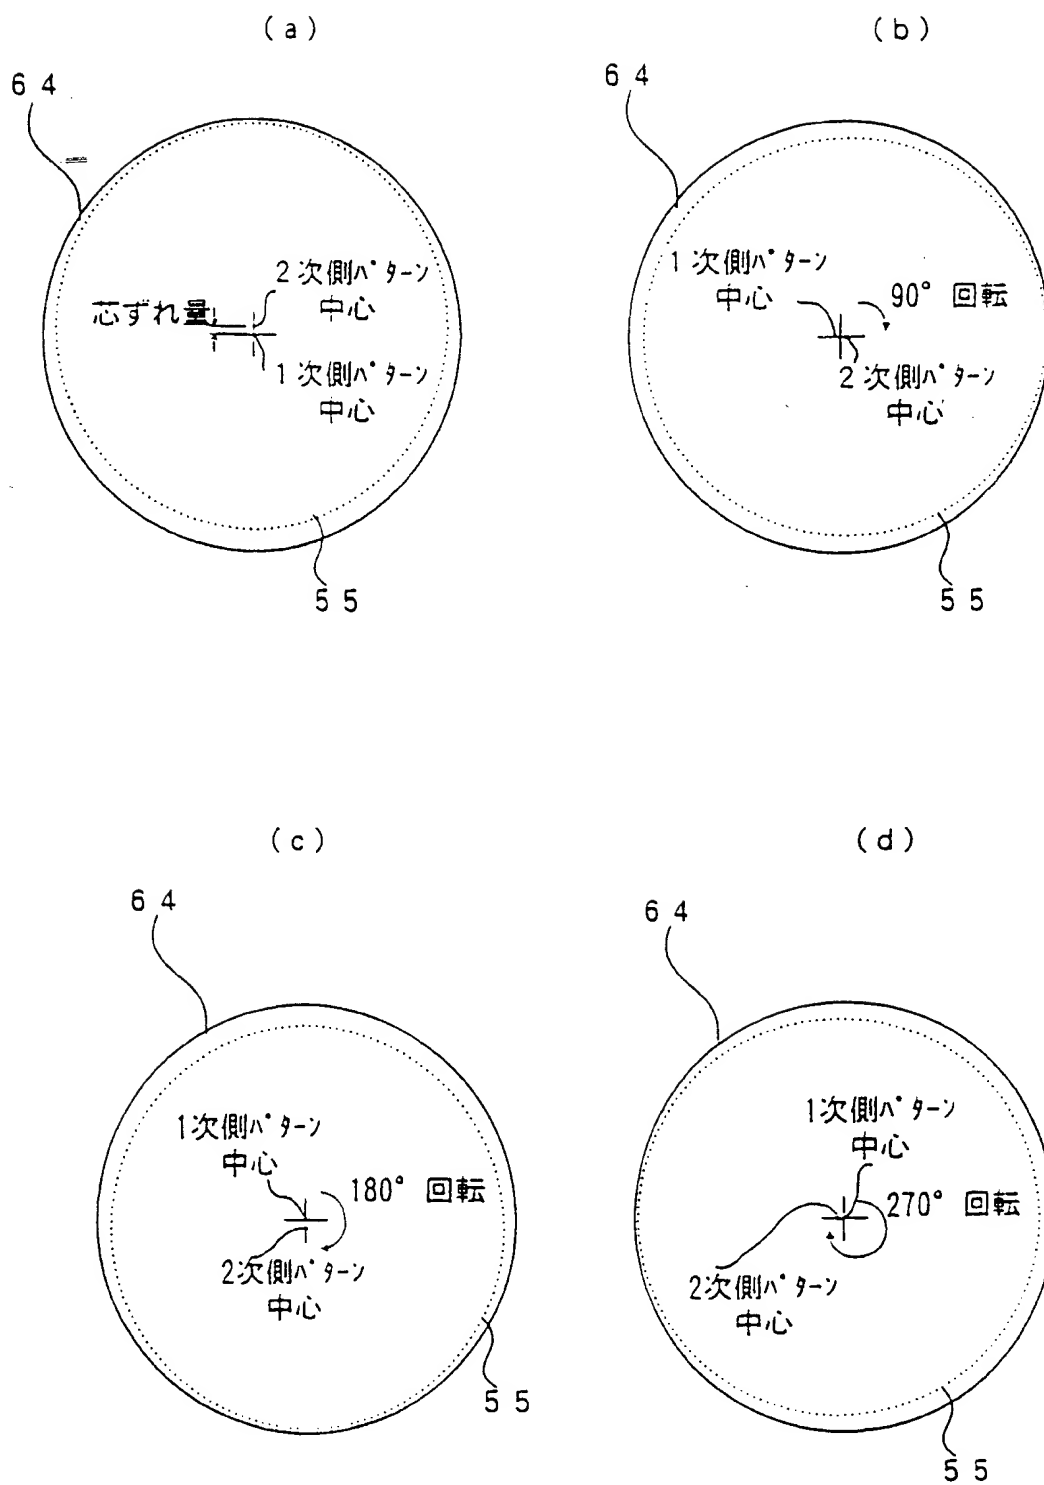 (a)
64
芯ずれ量
2次側パターン
中心
1次側パターン
中心
55
(b)
64
1次側パターン
中心
90° 回転
2次側パターン
中心
55
(c)
64
1次側パターン
中心
180° 回転
2次側パターン
中心
55
(d)
64
1次側パターン
中心
270° 回転
2次側パターン
中心
55